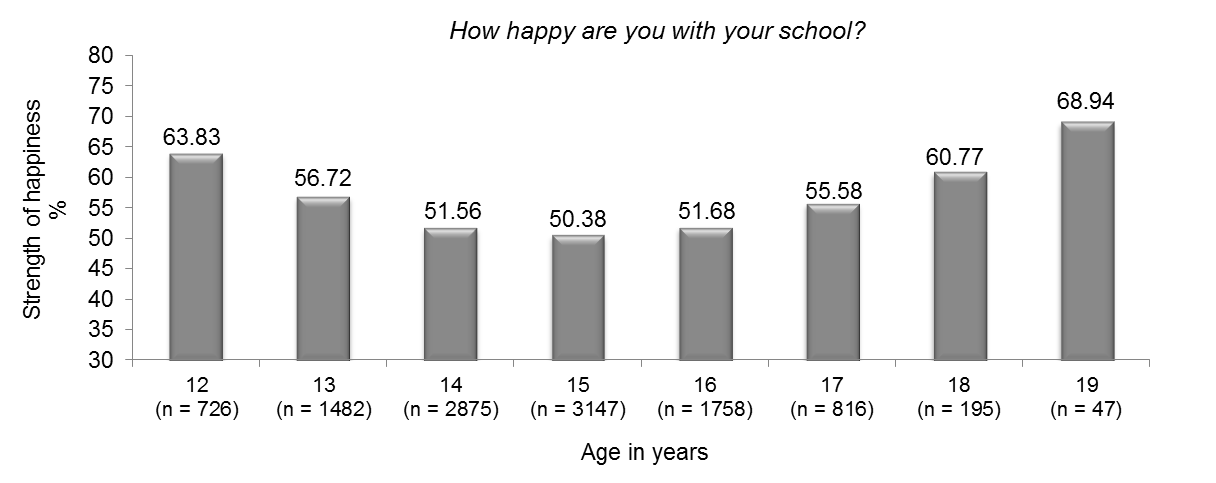 How happy are you with your school?
Strength of happiness
%
80
75
70
65
60
55
50
45
40
35
30
63.83
56.72
51.56
50.38
51.68
55.58
60.77
68.94
12
(n = 726)
13
(n = 1482)
14
(n = 2875)
15
(n = 3147)
16
(n = 1758)
17
(n = 816)
18
(n = 195)
19
(n = 47)
Age in years